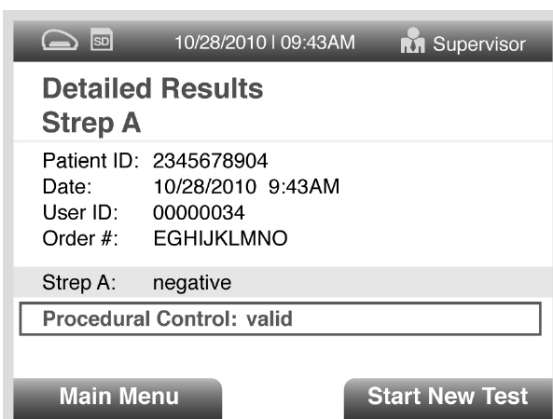 SD 10/28/2010 | 09:43AM Supervisor
Detailed Results
Strep A
Patient ID: 2345678904
Date: 10/28/2010 9:43AM
User ID: 00000034
Order #: EGHIJKLMNO
Strep A: negative
Procedural Control: valid
Main Menu Start New Test